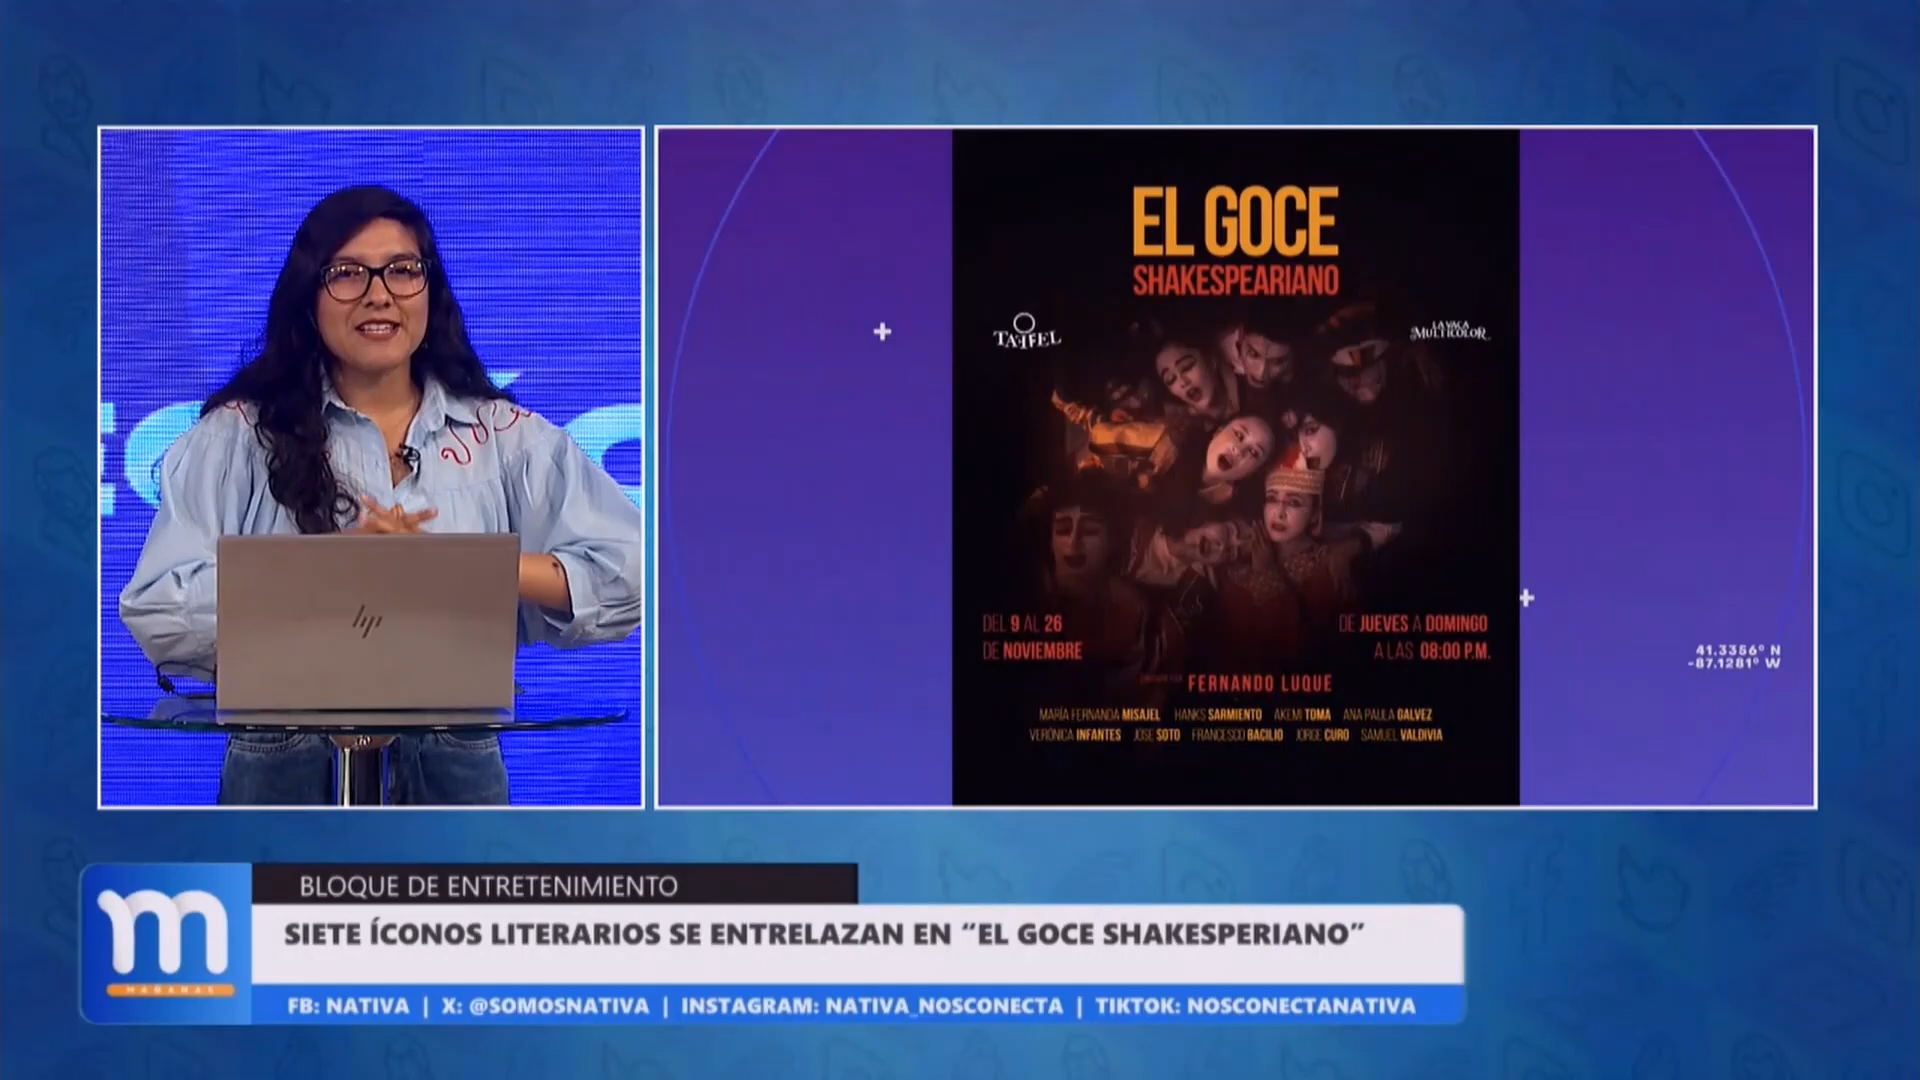 EL GOCE
SHAKESPEARIANO
TAIFEL
LA VACA
MULTICOLOR
DEL 9 AL 26
DE NOVIEMBRE
DE JUEVES A DOMINGO
A LAS 08:00 P.M.
FERNANDO LUQUE
MARÍA FERNANDA MISAJEL HANKS SARMIENTO AKEMI TOMA ANA PAULA GALVEZ
VERÓNICA INFANTES JOSE SOTO FRANCESCO BACILIO JORGE CURO SAMUEL VALDIVIA
41.3356° N
-87.1281° W
hp
m
MAÑANAS
BLOQUE DE ENTRETENIMIENTO
SIETE ÍCONOS LITERARIOS SE ENTRELAZAN EN “EL GOCE SHAKESPERIANO”
FB: NATIVA | X: @SOMOSNATIVA | INSTAGRAM: NATIVA_NOSCONECTA | TIKTOK: NOSCONECTANATIVA